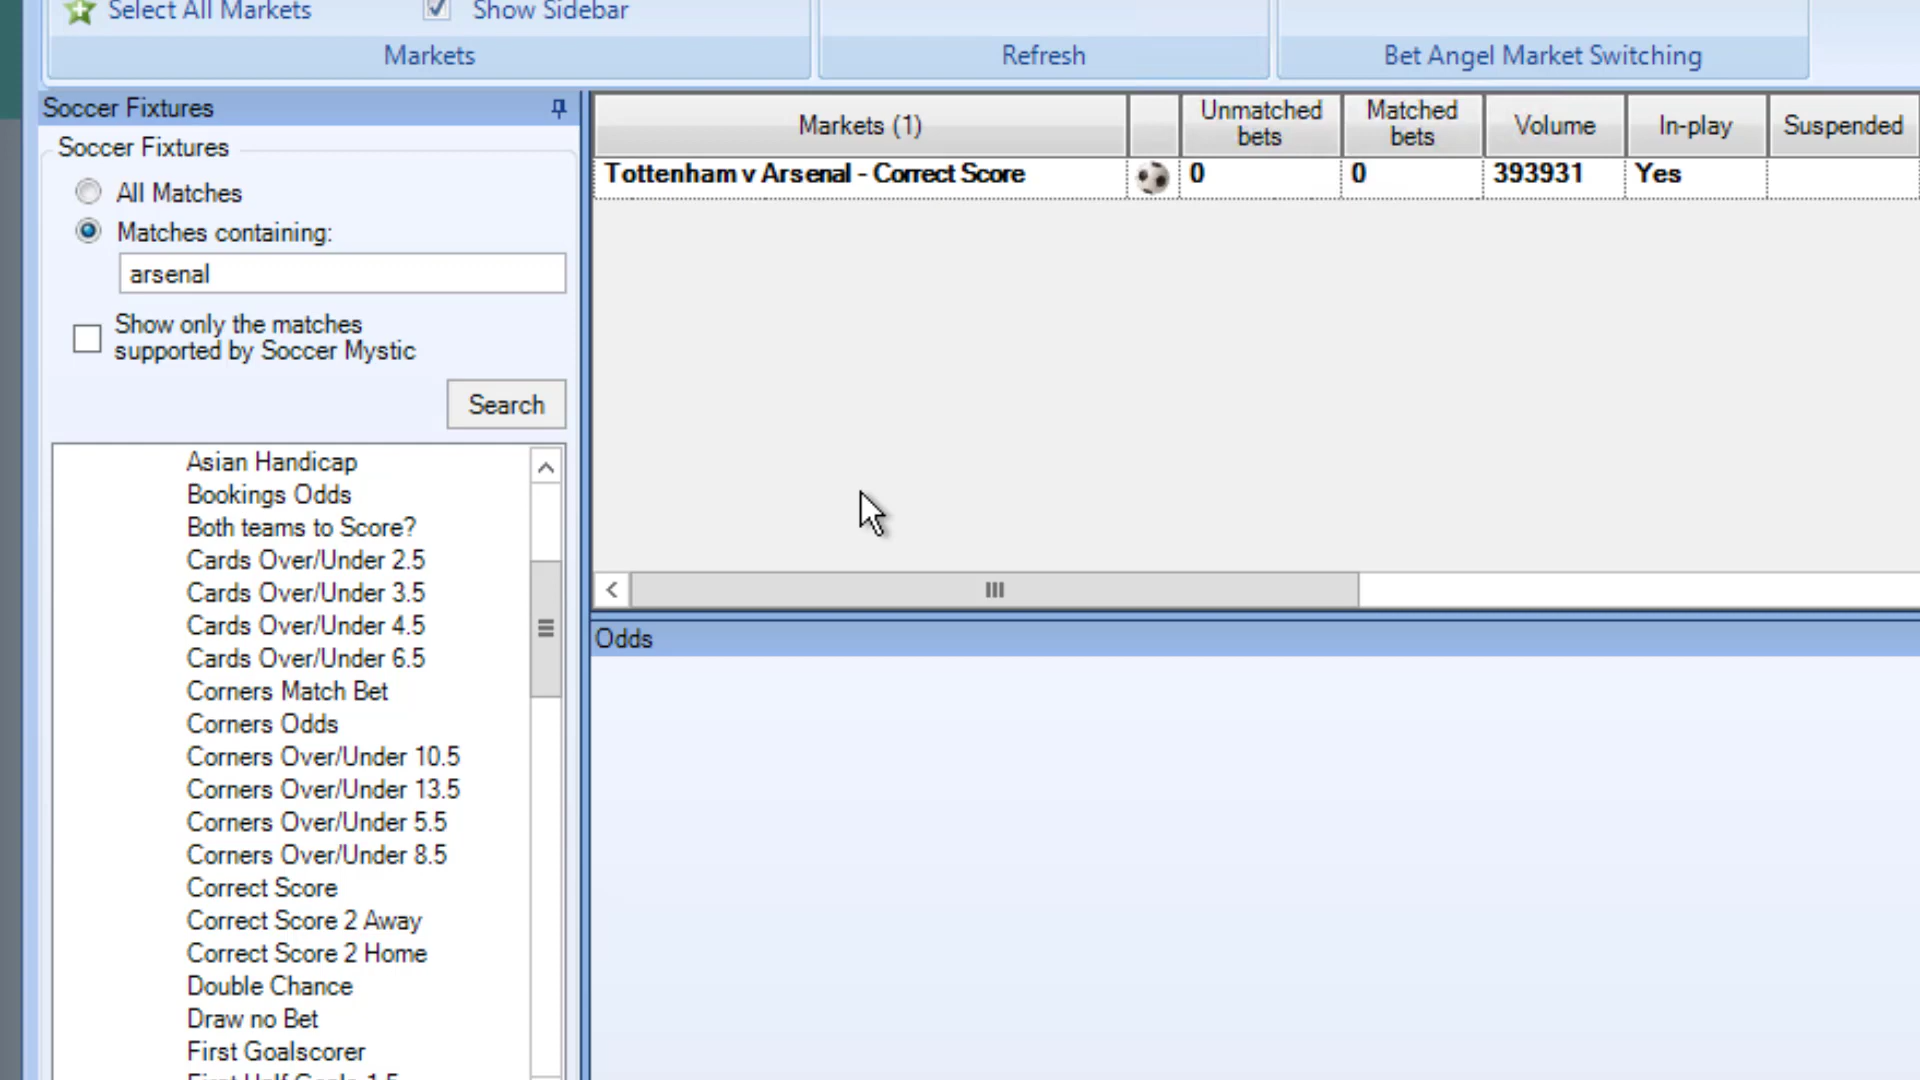 Select All Markets
Show Sidebar
Markets
Refresh
Bet Angel Market Switching
Soccer Fixtures
Soccer Fixtures
All Matches
Matches containing:
arsenal
Show only the matches
supported by Soccer Mystic
Search
Asian Handicap
Bookings Odds
Both teams to Score?
Cards Over/Under 2.5
Cards Over/Under 3.5
Cards Over/Under 4.5
Cards Over/Under 6.5
Corners Match Bet
Corners Odds
Corners Over/Under 10.5
Corners Over/Under 13.5
Corners Over/Under 5.5
Corners Over/Under 8.5
Correct Score
Correct Score 2 Away
Correct Score 2 Home
Double Chance
Draw no Bet
First Goalscorer
First Half Goals 1.5
Markets (1)
Unmatched
bets
Matched
bets
Volume
In-play
Suspended
Tottenham v Arsenal - Correct Score
0
0
393931
Yes
Odds